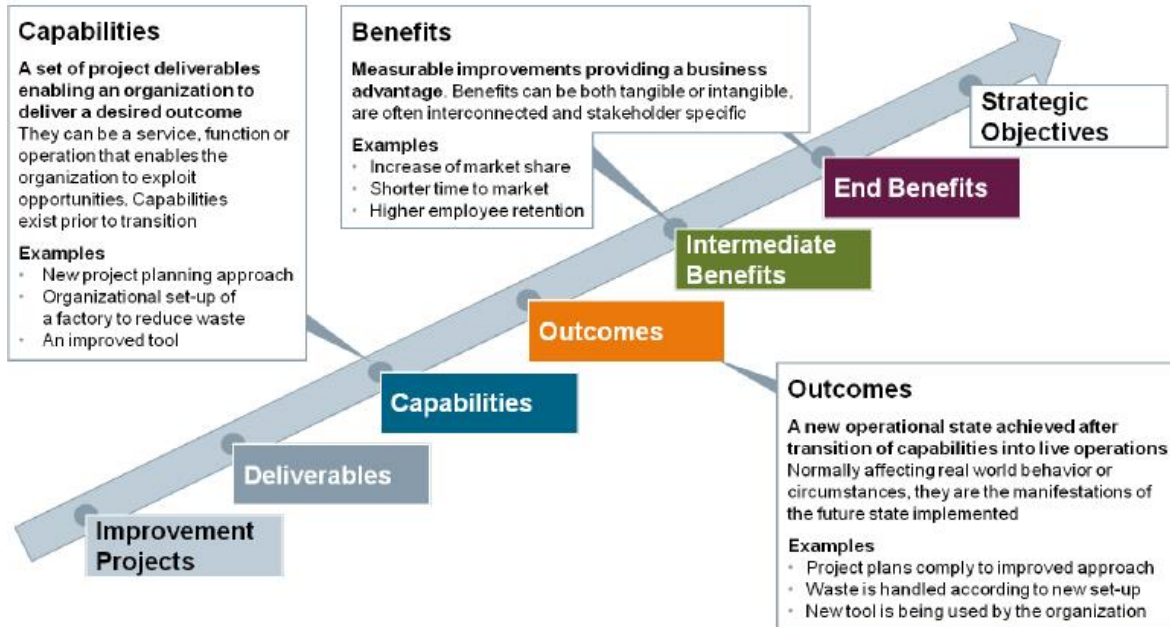 Capabilities
A set of project deliverables
enabling an organization to
deliver a desired outcome
They can be a service, function or
operation that enables the
organization to exploit
opportunities. Capabilities
exist prior to transition
Examples
• New project planning approach
• Organizational set-up of
a factory to reduce waste
• An improved tool
Benefits
Measurable improvements providing a business
advantage. Benefits can be both tangible or intangible,
are often interconnected and stakeholder specific
Examples
• Increase of market share
• Shorter time to market
• Higher employee retention
Strategic
Objectives
End Benefits
Intermediate
Benefits
Outcomes
Capabilities
Deliverables
Improvement
Projects
Outcomes
A new operational state achieved after
transition of capabilities into live operations
Normally affecting real world behavior or
circumstances, they are the manifestations of
the future state implemented
Examples
• Project plans comply to improved approach
• Waste is handled according to new set-up
• New tool is being used by the organization